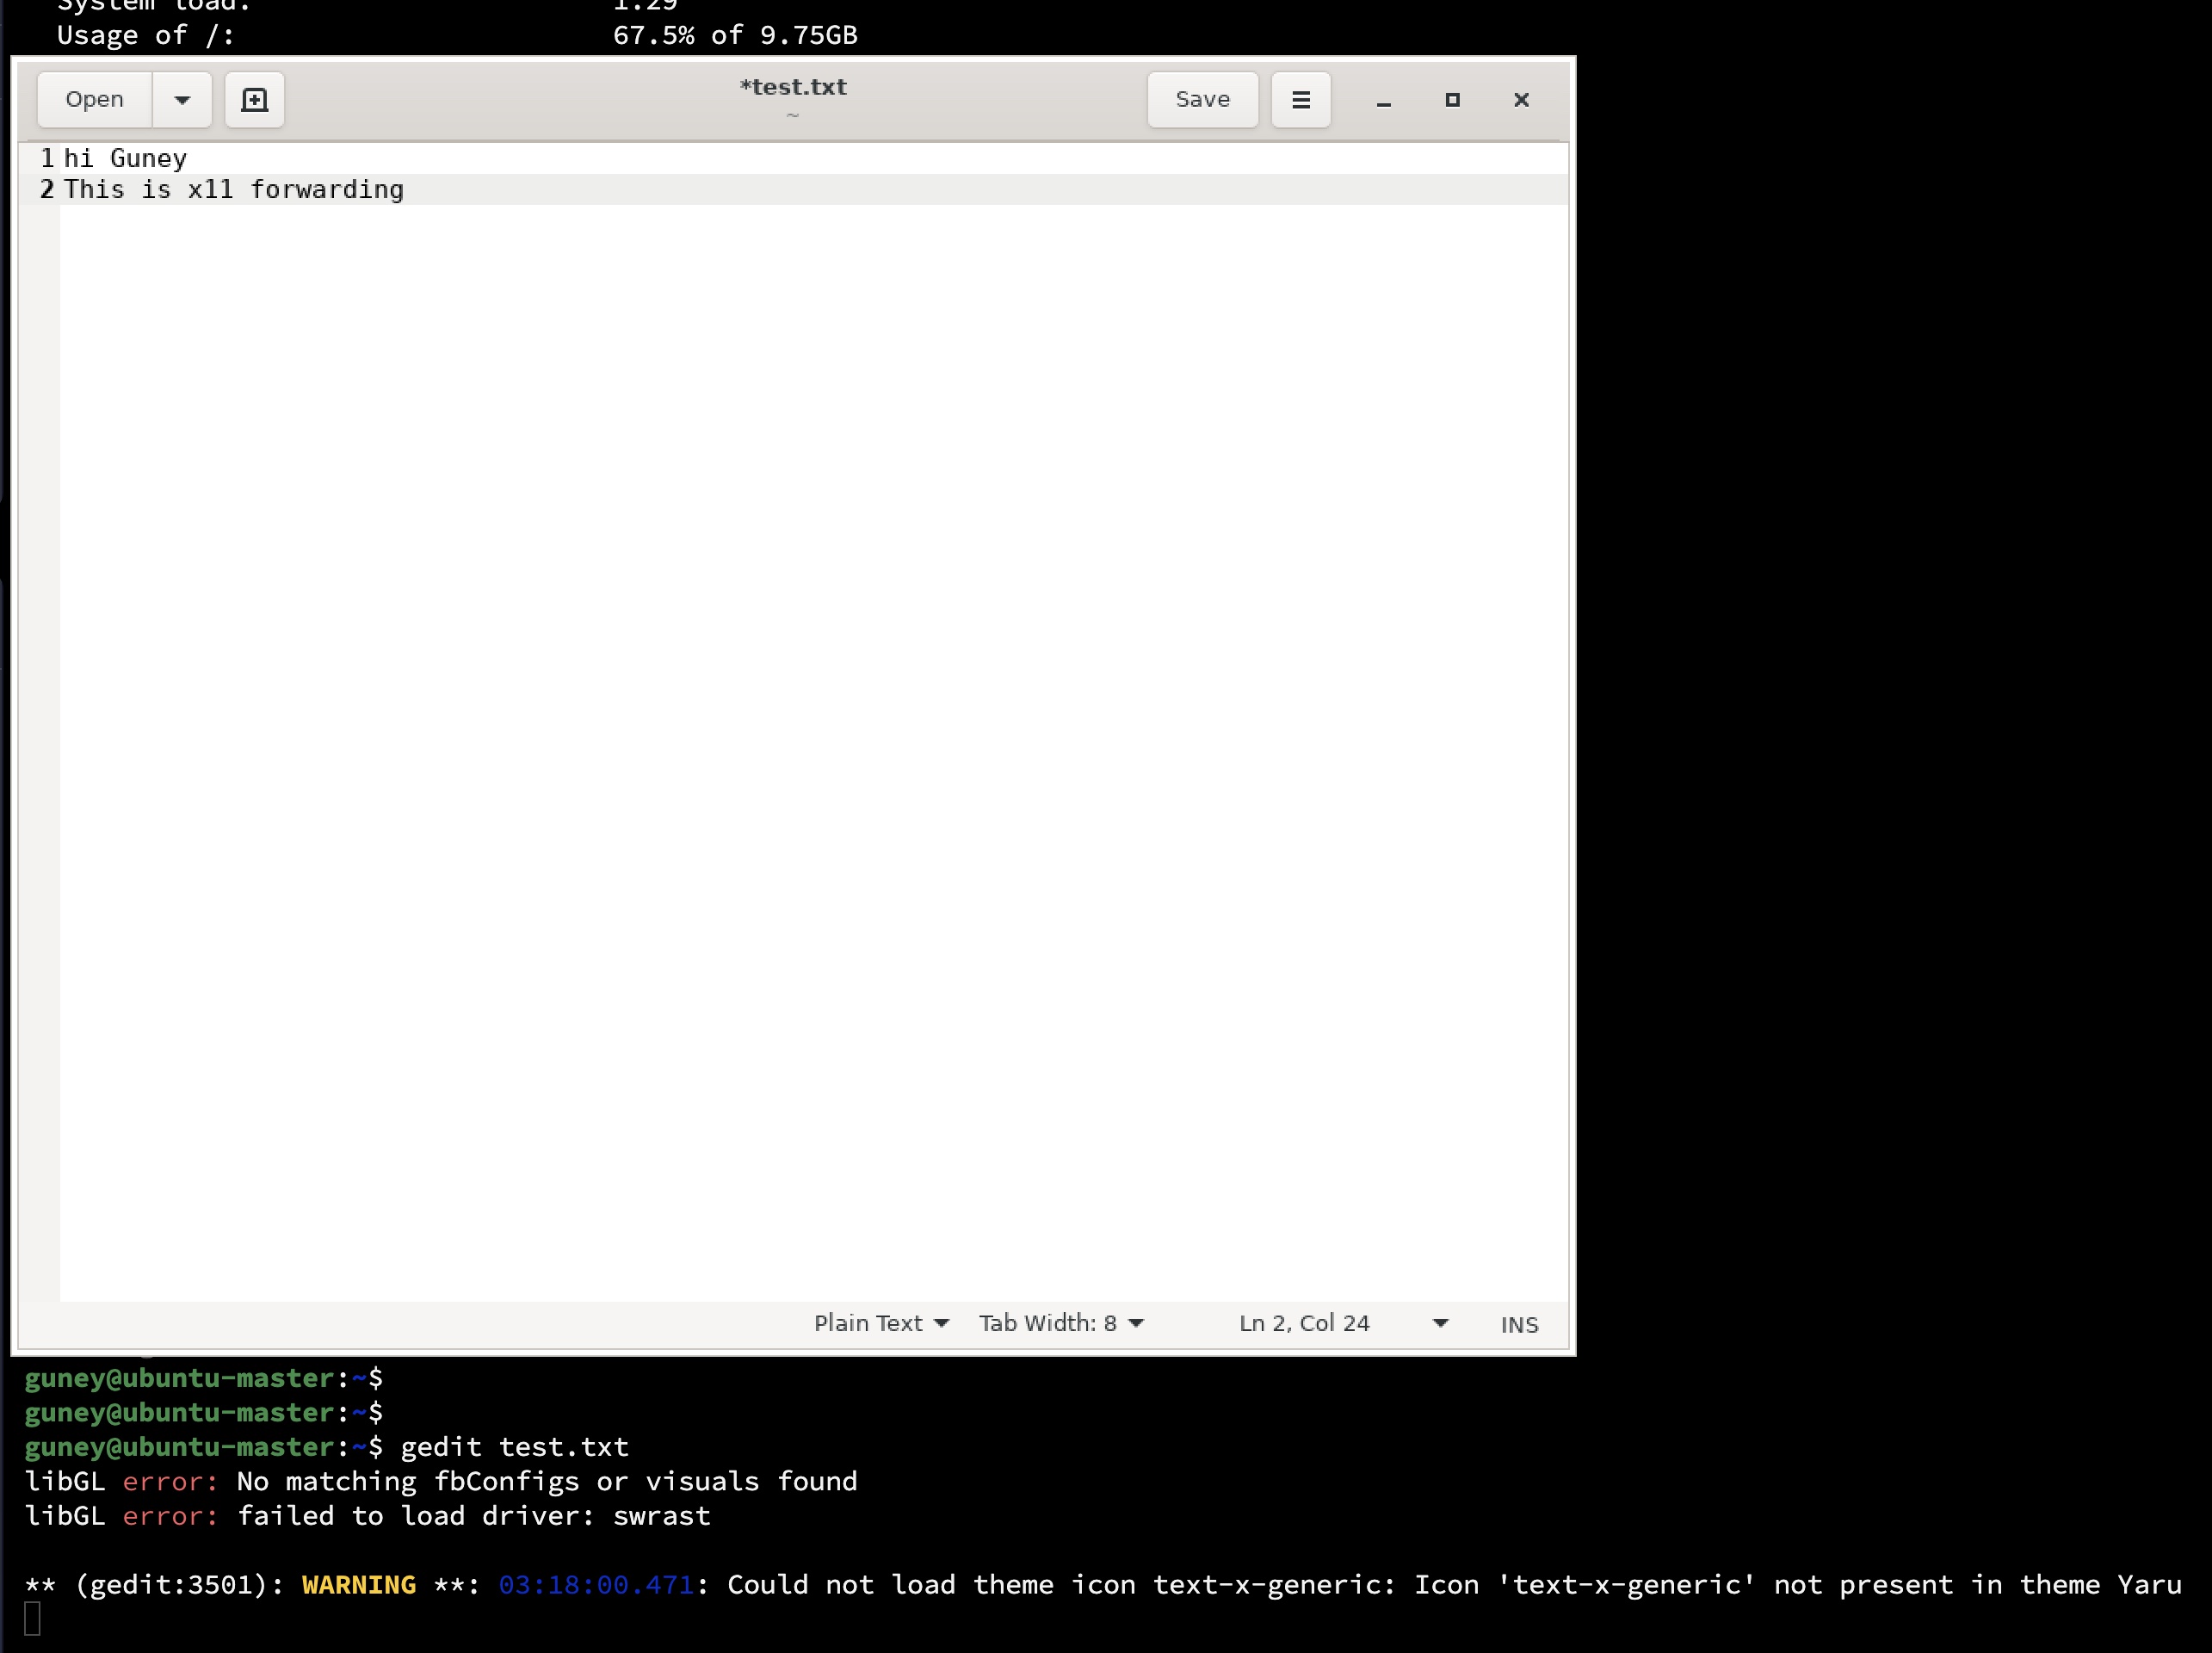 System load: 1.29
Usage of /: 67.5% of 9.75GB
Open
*test.txt
~
Save
1 hi Guney
2 This is x11 forwarding
Plain Text Tab Width: 8 Ln 2, Col 24 INS
guney@ubuntu-master:~$
guney@ubuntu-master:~$
guney@ubuntu-master:~$ gedit test.txt
libGL error: No matching fbConfigs or visuals found
libGL error: failed to load driver: swrast
** (gedit:3501): WARNING **: 03:18:00.471: Could not load theme icon text-x-generic: Icon 'text-x-generic' not present in theme Yaru